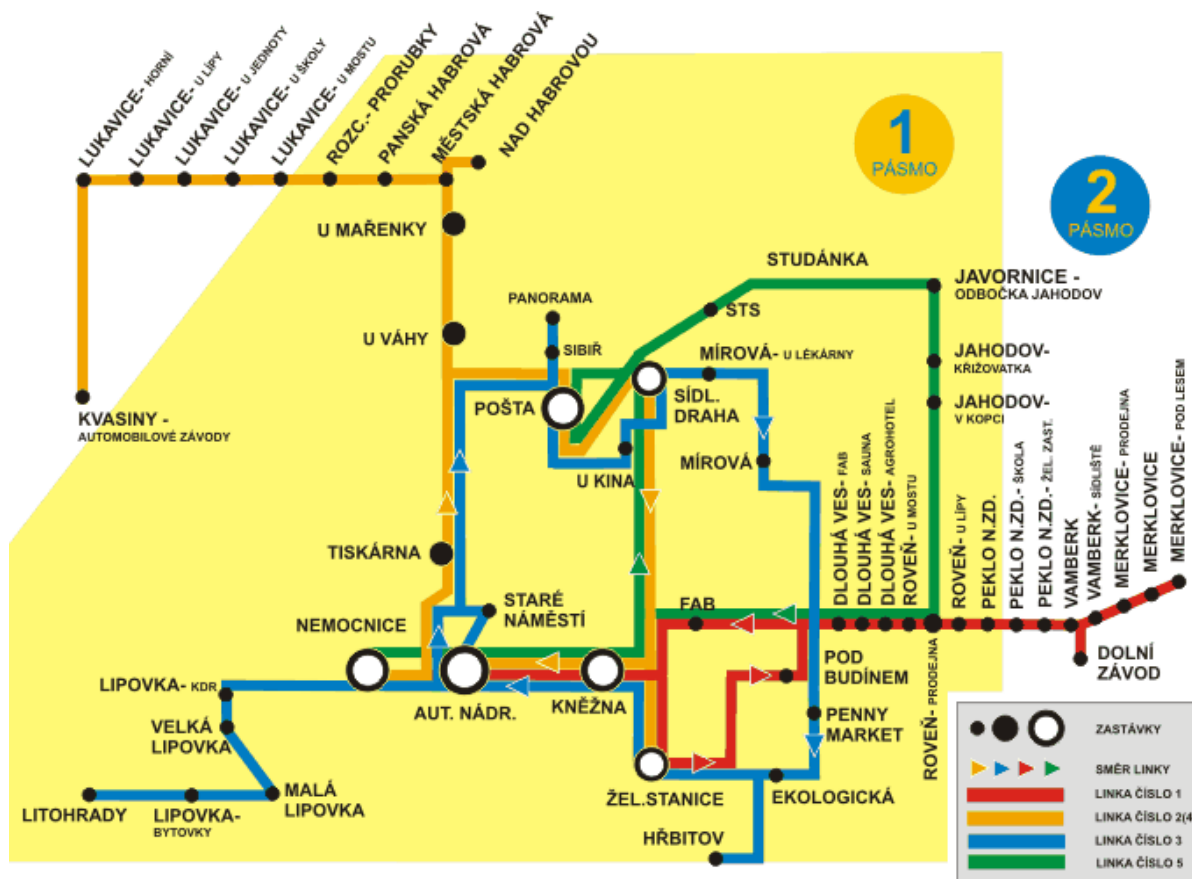 LUKAVICE- HORNÍ
LUKAVICE- U LÍPY
LUKAVICE- U JEDNOTY
LUKAVICE- U ŠKOLY
LUKAVICE- U MOSTU
ROZC.- PRORUBKY
PANSKÁ HABROVÁ
MĚSTSKÁ HABROVÁ
NAD HABROVOU
1
PÁSMO
2
PÁSMO
U MAŘENKY
STUDÁNKA
JAVORNICE -
ODBOČKA JAHODOV
PANORAMA
STS
U VÁHY
SIBIŘ
MÍROVÁ- U LÉKÁRNY
JAHODOV-
KŘIŽOVATKA
KVASINY -
AUTOMOBILOVÉ ZÁVODY
POŠTA
SÍDL.
DRAHA
JAHODOV-
V KOPCI
U KINA
MÍROVÁ
TISKÁRNA
DLOUHÁ VES- FAB
DLOUHÁ VES- SAUNA
DLOUHÁ VES- AGROHOTEL
ROVEŇ- U MOSTU
ROVEŇ- PRODEJNA
ROVEŇ- U LÍPY
PEKLO N.ZD.
PEKLO N.ZD.- ŠKOLA
PEKLO N.ZD.- ŽEL. ZAST.
VAMBERK
VAMBERK- SÍDLIŠTĚ
MERKLOVICE- PRODEJNA
MERKLOVICE
MERKLOVICE- POD LESEM
STARÉ
NÁMĚSTÍ
FAB
NEMOCNICE
DOLNÍ
ZÁVOD
LIPOVKA- KDR
POD
BUDÍNEM
AUT. NÁDR.
KNĚŽNA
VELKÁ
LIPOVKA
PENNY
MARKET
MALÁ
LIPOVKA
ŽEL.STANICE
EKOLOGICKÁ
LITOHRADY
LIPOVKA-
BYTOVKY
HŘBITOV
ZASTÁVKY
SMĚR LINKY
LINKA ČÍSLO 1
LINKA ČÍSLO 2(4
LINKA ČÍSLO 3
LINKA ČÍSLO 5